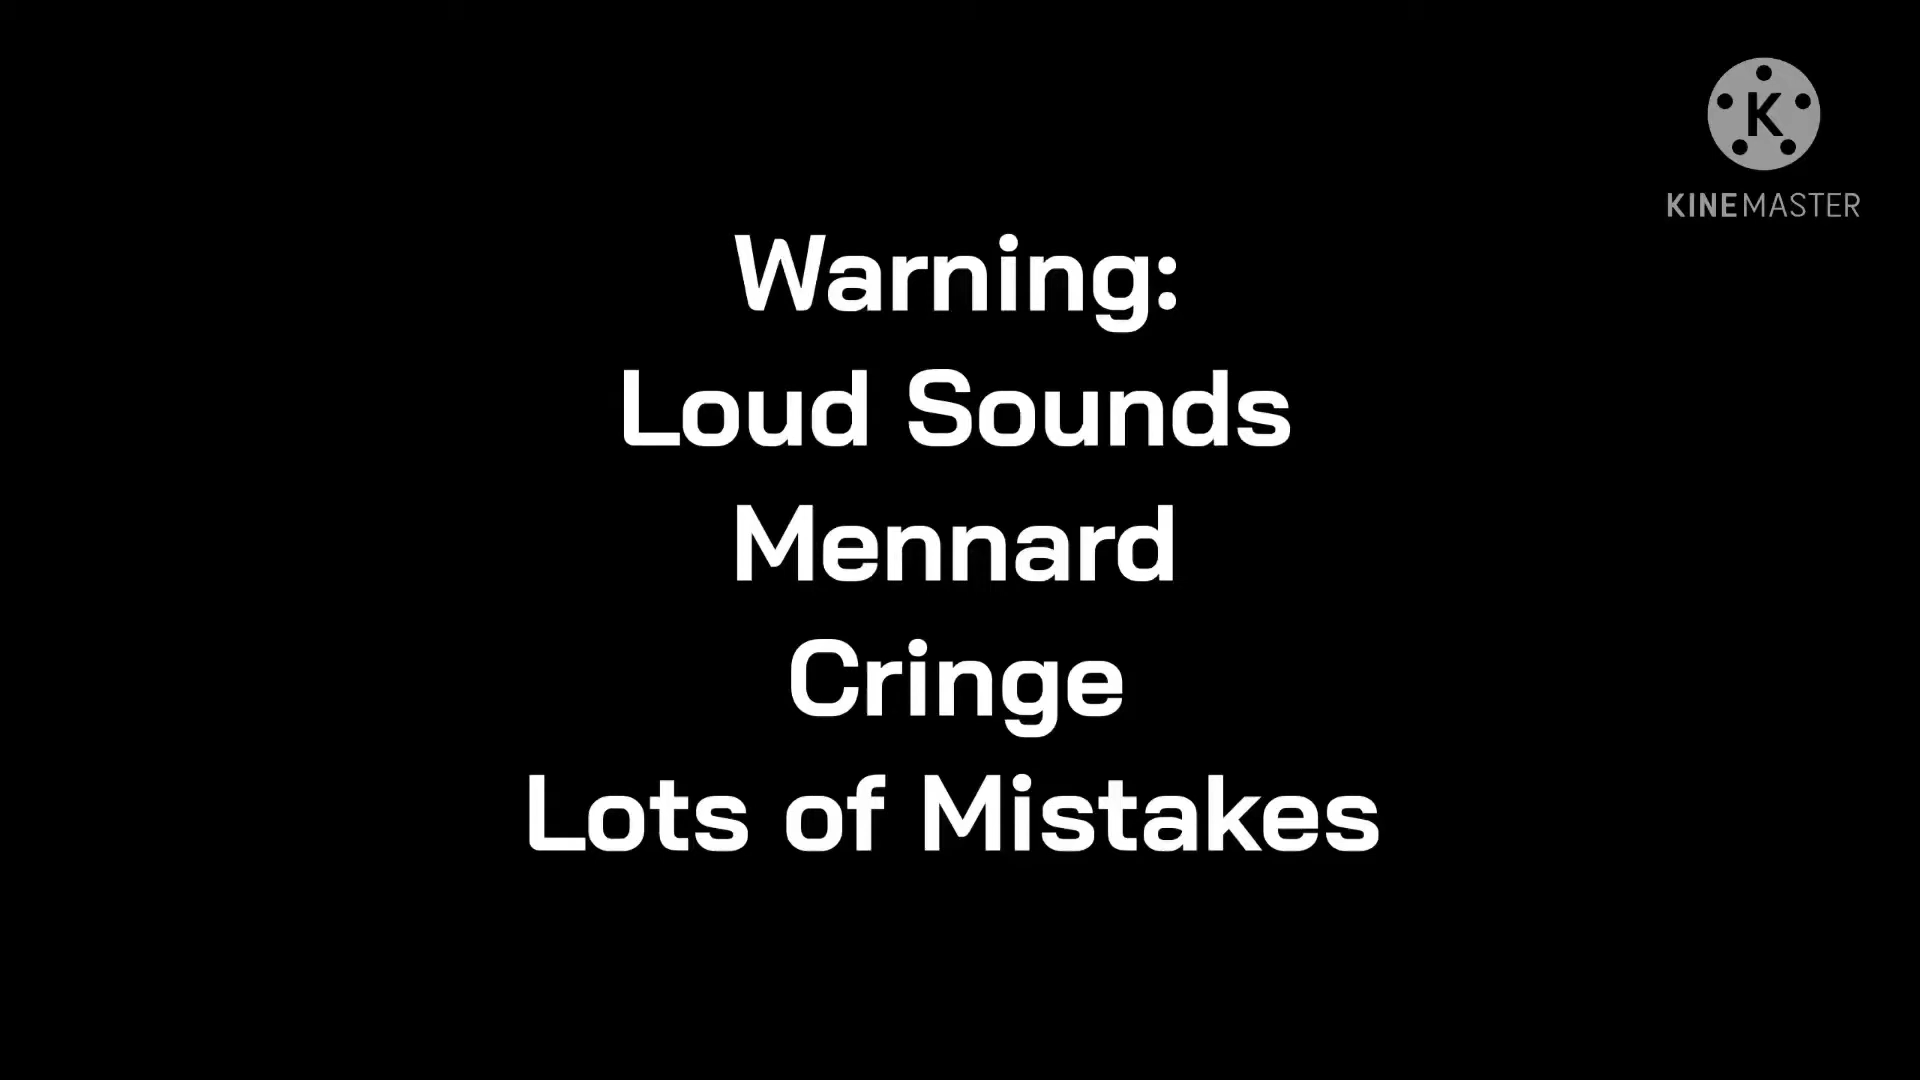 K
KINEMASTER
Warning:
Loud Sounds
Mennard
Cringe
Lots of Mistakes